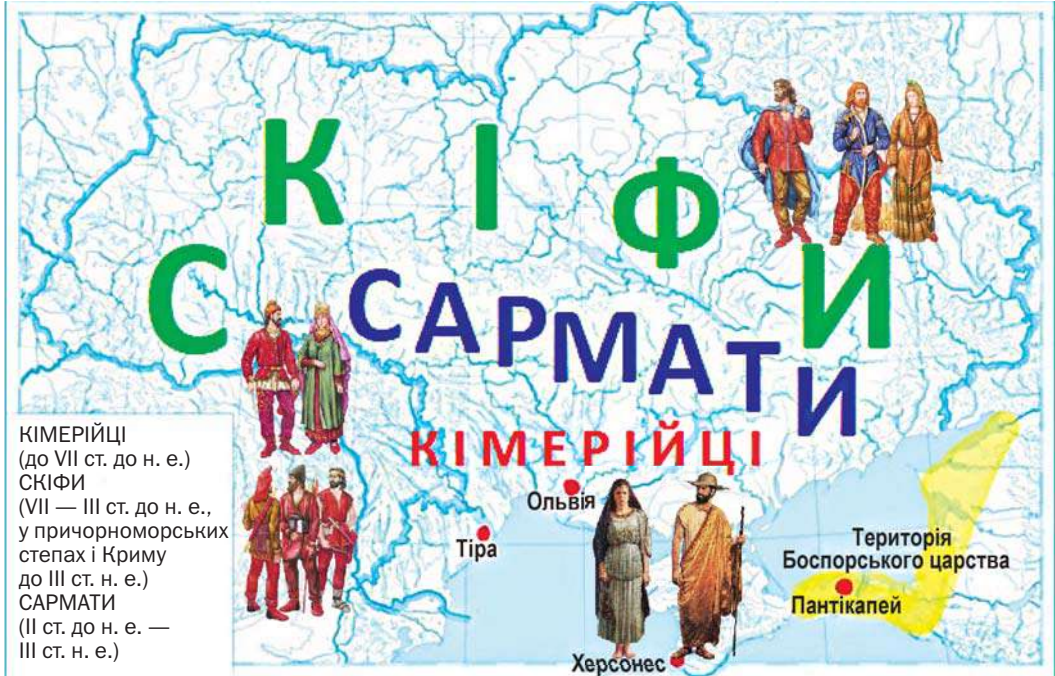 СКІФИ
САРМАТИ
КІМЕРІЙЦІ
Ольвія
Тіра
Територія
Боспорського царства
Пантікапей
Херсонес
КІМЕРІЙЦІ
(до VII ст. до н. е.)
СКІФИ
(VII — III ст. до н. е.,
у причорноморських
степах і Криму
до III ст. н. е.)
САРМАТИ
(II ст. до н. е. —
III ст. н. е.)